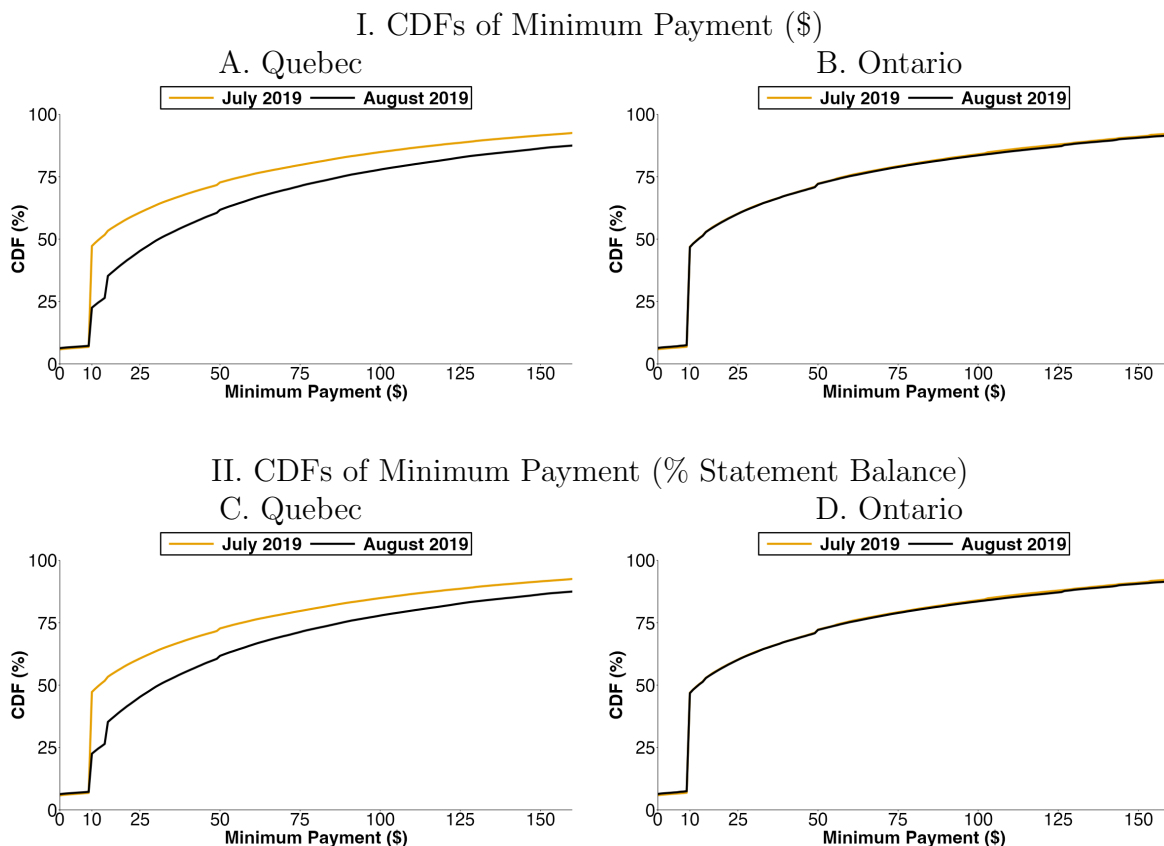 I. CDFs of Minimum Payment ($)
A. Quebec
B. Ontario
July 2019 August 2019
July 2019 August 2019
CDF (%)
100
75
50
25
0
0 10 25 50 75 100 125 150
Minimum Payment ($)
CDF (%)
100
75
50
25
0
0 10 25 50 75 100 125 150
Minimum Payment ($)
II. CDFs of Minimum Payment (% Statement Balance)
C. Quebec
D. Ontario
July 2019 August 2019
July 2019 August 2019
CDF (%)
100
75
50
25
0
0 10 25 50 75 100 125 150
Minimum Payment ($)
CDF (%)
100
75
50
25
0
0 10 25 50 75 100 125 150
Minimum Payment ($)